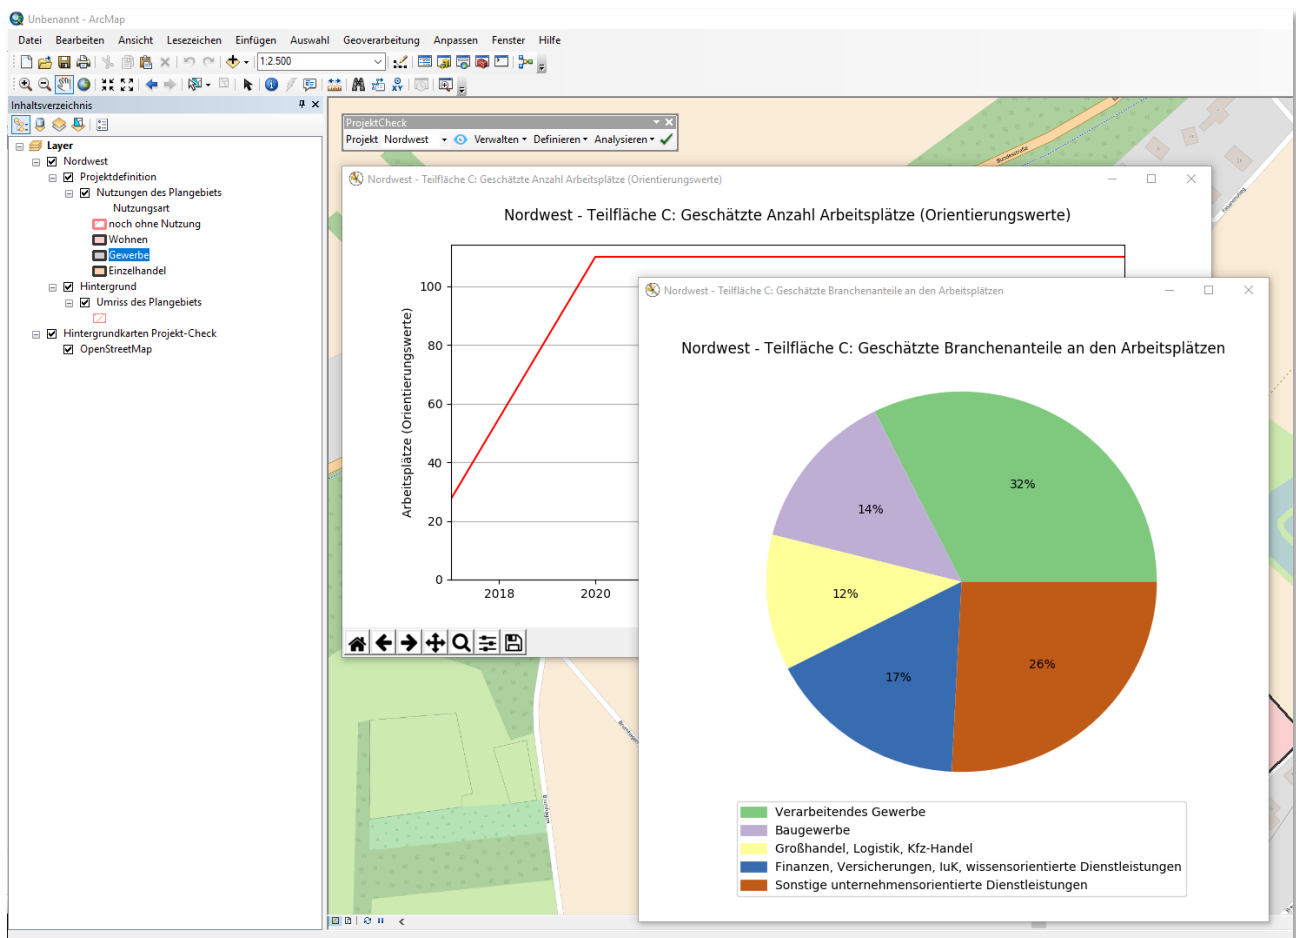 Unbenannt - ArcMap
Datei Bearbeiten Ansicht Lesezeichen Einfügen Auswahl Geoverarbeitung Anpassen Fenster Hilfe
1:2.500
Inhaltsverzeichnis
Layer
Nordwest
Projektdefinition
Nutzungen des Plangebiets
Nutzungsart
noch ohne Nutzung
Wohnen
Gewerbe
Einzelhandel
Hintergrund
Umriss des Plangebiets
Hintergrundkarten Projekt-Check
OpenStreetMap
ProjektCheck
Projekt Nordwest Verwalten Definieren Analysieren
Bundesstraße
Nordwest - Teilfläche C: Geschätzte Anzahl Arbeitsplätze (Orientierungswerte)
Nordwest - Teilfläche C: Geschätzte Anzahl Arbeitsplätze (Orientierungswerte)
Arbeitsplätze (Orientierungswerte)
100
80
60
40
20
0
2018 2020
Nordwest - Teilfläche C: Geschätzte Branchenanteile an den Arbeitsplätzen
Nordwest - Teilfläche C: Geschätzte Branchenanteile an den Arbeitsplätzen
32%
14%
12%
17%
26%
Verarbeitendes Gewerbe
Baugewerbe
Großhandel, Logistik, Kfz-Handel
Finanzen, Versicherungen, IuK, wissensorientierte Dienstleistungen
Sonstige unternehmensorientierte Dienstleistungen